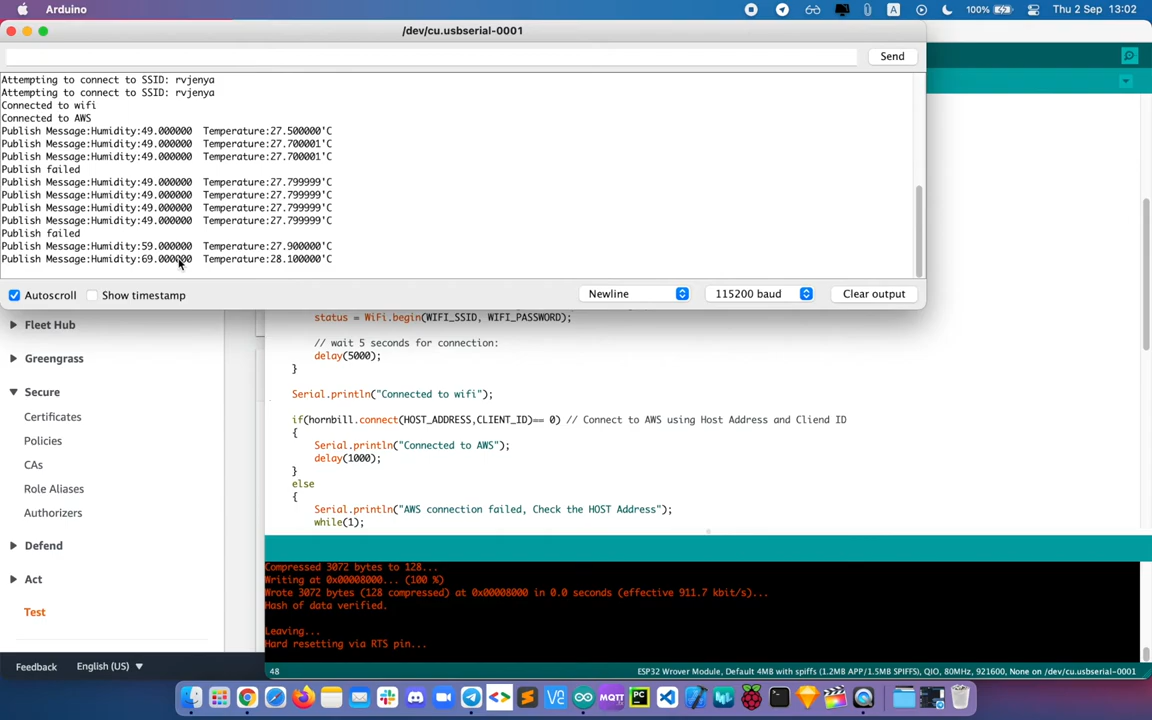 Arduino
A
100%
Thu 2 Sep 13:02
/dev/cu.usbserial-0001
Send
Attempting to connect to SSID: rvjenya
Attempting to connect to SSID: rvjenya
Connected to wifi
Connected to AWS
Publish Message:Humidity:49.000000 Temperature:27.500000'C
Publish Message:Humidity:49.000000 Temperature:27.700001'C
Publish Message:Humidity:49.000000 Temperature:27.700001'C
Publish failed
Publish Message:Humidity:49.000000 Temperature:27.799999'C
Publish Message:Humidity:49.000000 Temperature:27.799999'C
Publish Message:Humidity:49.000000 Temperature:27.799999'C
Publish Message:Humidity:49.000000 Temperature:27.799999'C
Publish failed
Publish Message:Humidity:59.000000 Temperature:27.900000'C
Publish Message:Humidity:69.000000 Temperature:28.100000'C
Autoscroll
Show timestamp
Newline
115200 baud
Clear output
Fleet Hub
Greengrass
Secure
Certificates
Policies
CAs
Role Aliases
Authorizers
Defend
Act
Test
Feedback
English (US)
status = WiFi.begin(WIFI_SSID, WIFI_PASSWORD);
// wait 5 seconds for connection:
delay(5000);
}
Serial.println("Connected to wifi");
if(hornbill.connect(HOST_ADDRESS,CLIENT_ID)== 0) // Connect to AWS using Host Address and Cliend ID
{
Serial.println("Connected to AWS");
delay(1000);
}
else
{
Serial.println("AWS connection failed, Check the HOST Address");
while(1);
Compressed 3072 bytes to 128...
Writing at 0x00008000... (100 %)
Wrote 3072 bytes (128 compressed) at 0x00008000 in 0.0 seconds (effective 911.7 kbit/s)...
Hash of data verified.
Leaving...
Hard resetting via RTS pin...
48
ESP32 Wrover Module, Default 4MB with spiffs (1.2MB APP/1.5MB SPIFFS), QIO, 80MHz, 921600, None on /dev/cu.usbserial-0001
MQTT
PC